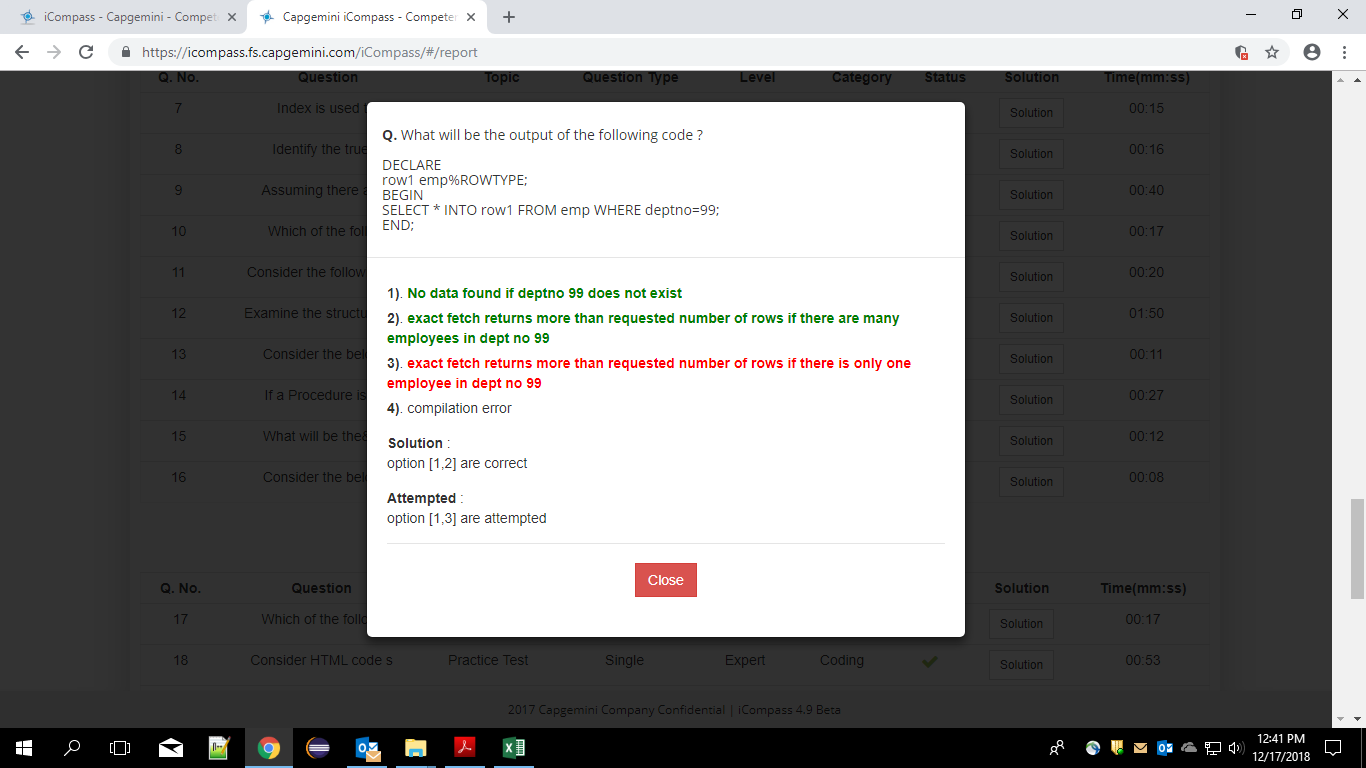 iCompass - Capgemini - Compet
Capgemini iCompass - Competen
https://icompass.fs.capgemini.com/iCompass/#/report
Q. No. Question Topic Question Type Level Category Status Solution Time(mm:ss)
7 Index is used Solution 00:15
8 Identify the true Solution 00:16
9 Assuming there a Solution 00:40
10 Which of the foll Solution 00:17
11 Consider the follow Solution 00:20
12 Examine the structu Solution 01:50
13 Consider the bel Solution 00:11
14 If a Procedure is Solution 00:27
15 What will be the& Solution 00:12
16 Consider the bel Solution 00:08
Q. What will be the output of the following code ?
DECLARE
row1 emp%ROWTYPE;
BEGIN
SELECT * INTO row1 FROM emp WHERE deptno=99;
END;
1). No data found if deptno 99 does not exist
2). exact fetch returns more than requested number of rows if there are many
employees in dept no 99
3). exact fetch returns more than requested number of rows if there is only one
employee in dept no 99
4). compilation error
Solution :
option [1,2] are correct
Attempted :
option [1,3] are attempted
Close
Q. No. Question Solution Time(mm:ss)
17 Which of the follo Solution 00:17
18 Consider HTML code s Practice Test Single Expert Coding Solution 00:53
2017 Capgemini Company Confidential | iCompass 4.9 Beta
12:41 PM
12/17/2018